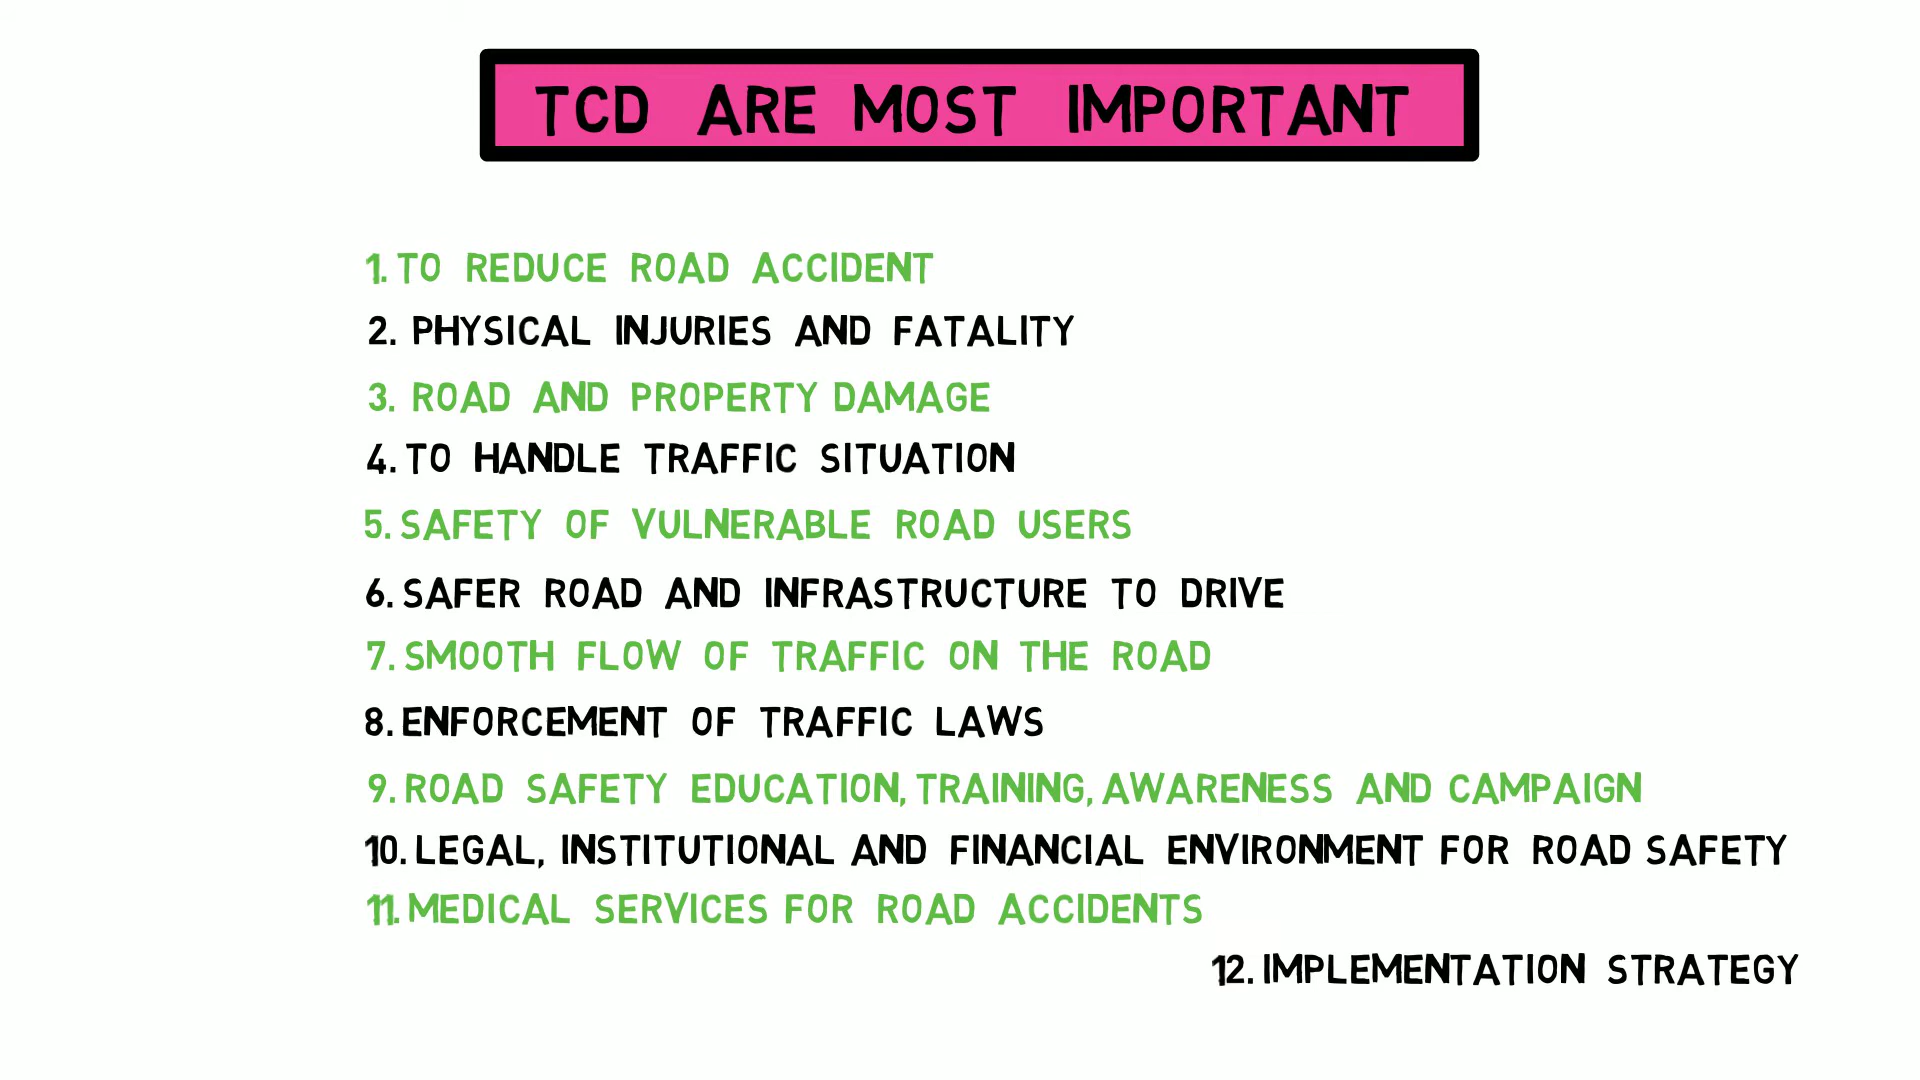 TCD ARE MOST IMPORTANT
1. TO REDUCE ROAD ACCIDENT
2. PHYSICAL INJURIES AND FATALITY
3. ROAD AND PROPERTY DAMAGE
4. TO HANDLE TRAFFIC SITUATION
5. SAFETY OF VULNERABLE ROAD USERS
6. SAFER ROAD AND INFRASTRUCTURE TO DRIVE
7. SMOOTH FLOW OF TRAFFIC ON THE ROAD
8. ENFORCEMENT OF TRAFFIC LAWS
9. ROAD SAFETY EDUCATION, TRAINING, AWARENESS AND CAMPAIGN
10. LEGAL, INSTITUTIONAL AND FINANCIAL ENVIRONMENT FOR ROAD SAFETY
11. MEDICAL SERVICES FOR ROAD ACCIDENTS
12. IMPLEMENTATION STRATEGY